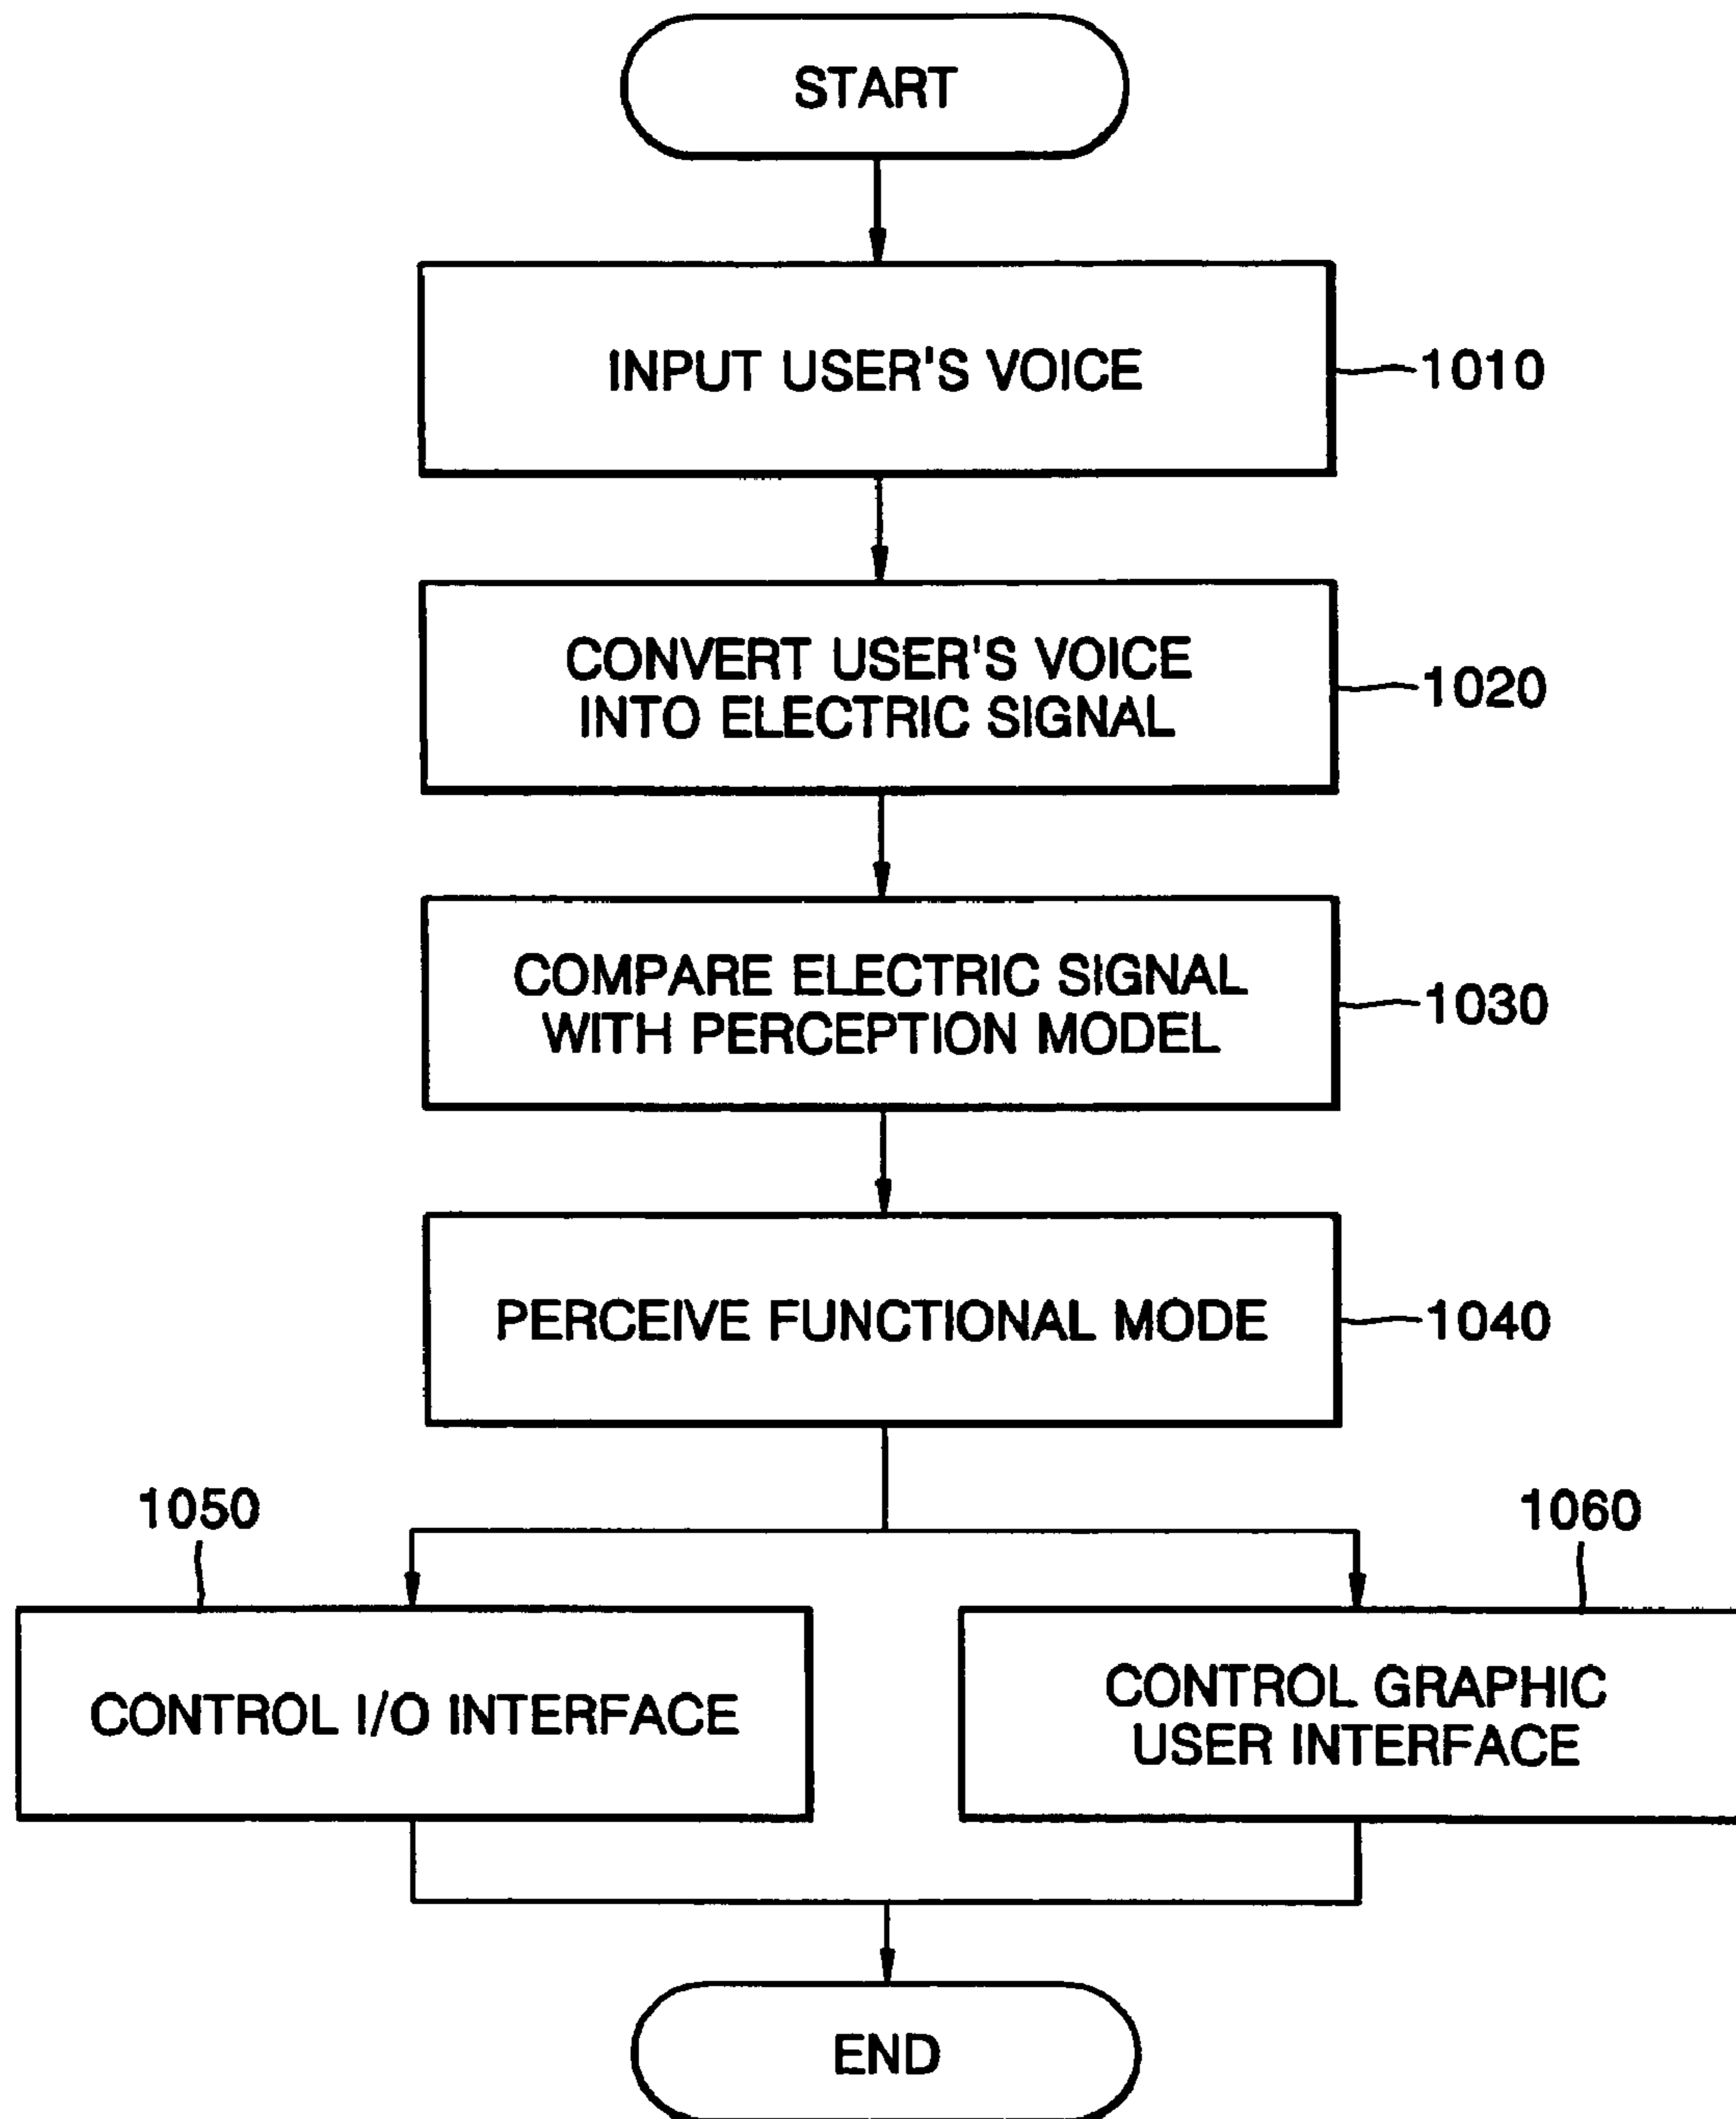 START
INPUT USER'S VOICE
1010
CONVERT USER'S VOICE
INTO ELECTRIC SIGNAL
1020
COMPARE ELECTRIC SIGNAL
WITH PERCEPTION MODEL
1030
PERCEIVE FUNCTIONAL MODE
1040
1050
1060
CONTROL I/O INTERFACE
CONTROL GRAPHIC
USER INTERFACE
END